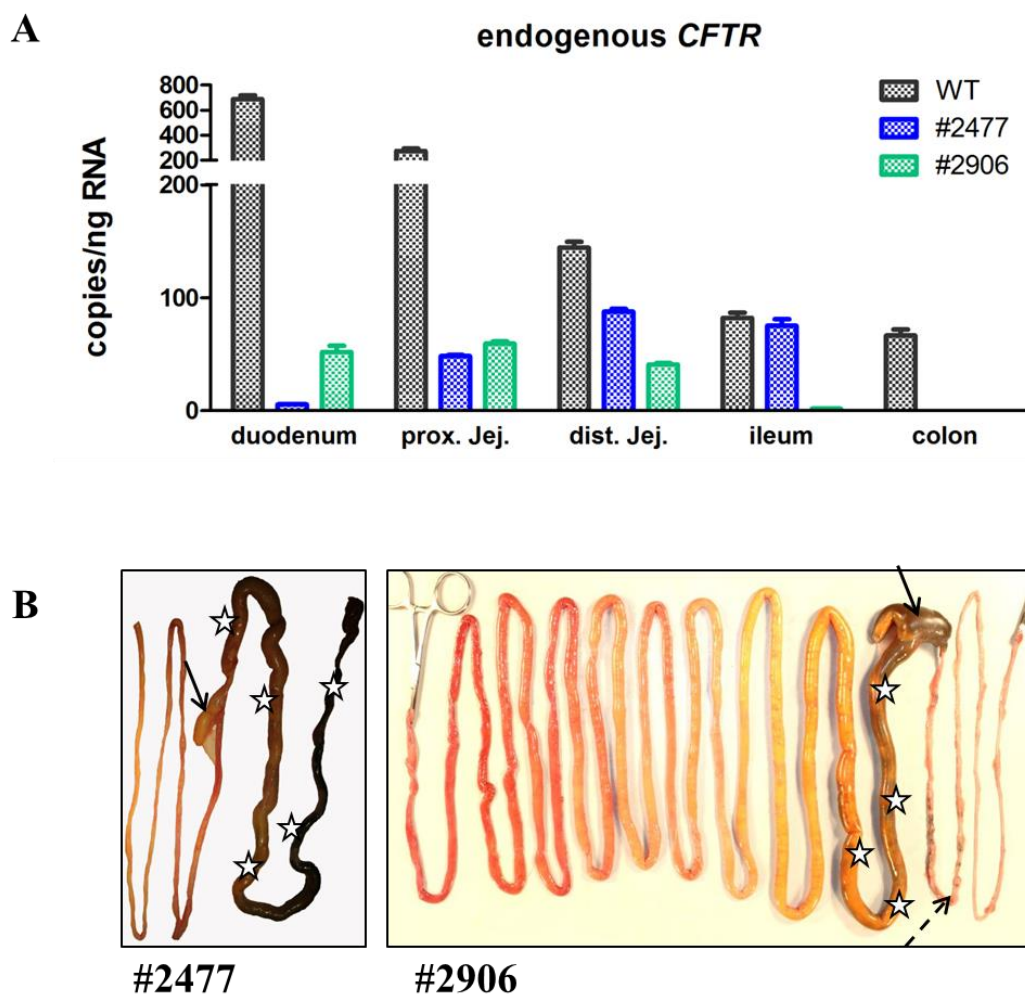 A
endogenous CFTR
WT
#2477
#2906
copies/ng RNA
800
600
400
200
200
100
0
duodenum prox. Jej. dist. Jej. ileum colon
B
#2477 #2906